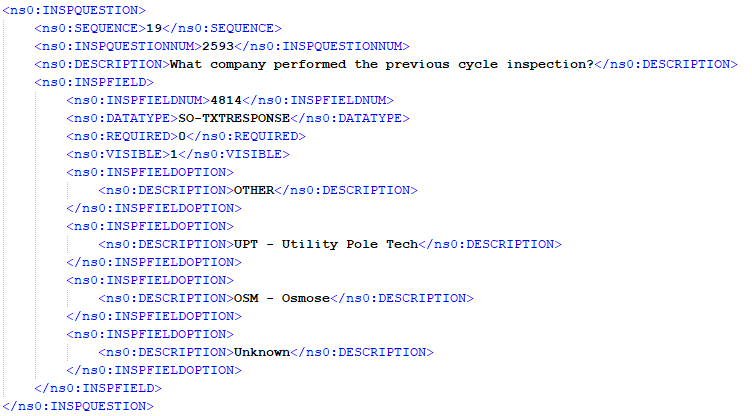 <ns0:INSPQUESTION>
<ns0:SEQUENCE>19</ns0:SEQUENCE>
<ns0:INSPQUESTIONNUM>2593</ns0:INSPQUESTIONNUM>
<ns0:DESCRIPTION>What company performed the previous cycle inspection?</ns0:DESCRIPTION>
<ns0:INSPFIELD>
<ns0:INSPFIELDNUM>4814</ns0:INSPFIELDNUM>
<ns0:DATATYPE>SO-TXTRESPONSE</ns0:DATATYPE>
<ns0:REQUIRED>0</ns0:REQUIRED>
<ns0:VISIBLE>1</ns0:VISIBLE>
<ns0:INSPFIELDOPTION>
<ns0:DESCRIPTION>OTHER</ns0:DESCRIPTION>
</ns0:INSPFIELDOPTION>
<ns0:INSPFIELDOPTION>
<ns0:DESCRIPTION>UPT - Utility Pole Tech</ns0:DESCRIPTION>
</ns0:INSPFIELDOPTION>
<ns0:INSPFIELDOPTION>
<ns0:DESCRIPTION>OSM - Osmose</ns0:DESCRIPTION>
</ns0:INSPFIELDOPTION>
<ns0:INSPFIELDOPTION>
<ns0:DESCRIPTION>Unknown</ns0:DESCRIPTION>
</ns0:INSPFIELDOPTION>
</ns0:INSPFIELD>
</ns0:INSPQUESTION>